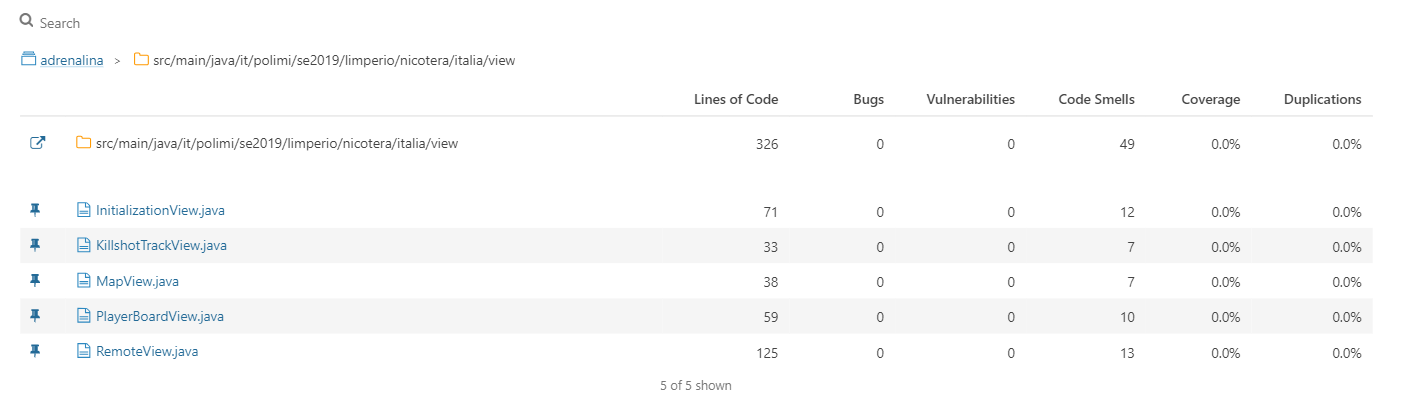 Search
adrenalina > src/main/java/it/polimi/se2019/limperio/nicotera/italia/view
Lines of Code Bugs Vulnerabilities Code Smells Coverage Duplications
src/main/java/it/polimi/se2019/limperio/nicotera/italia/view 326 0 0 49 0.0% 0.0%
InitializationView.java 71 0 0 12 0.0% 0.0%
KillshotTrackView.java 33 0 0 7 0.0% 0.0%
MapView.java 38 0 0 7 0.0% 0.0%
PlayerBoardView.java 59 0 0 10 0.0% 0.0%
RemoteView.java 125 0 0 13 0.0% 0.0%
5 of 5 shown